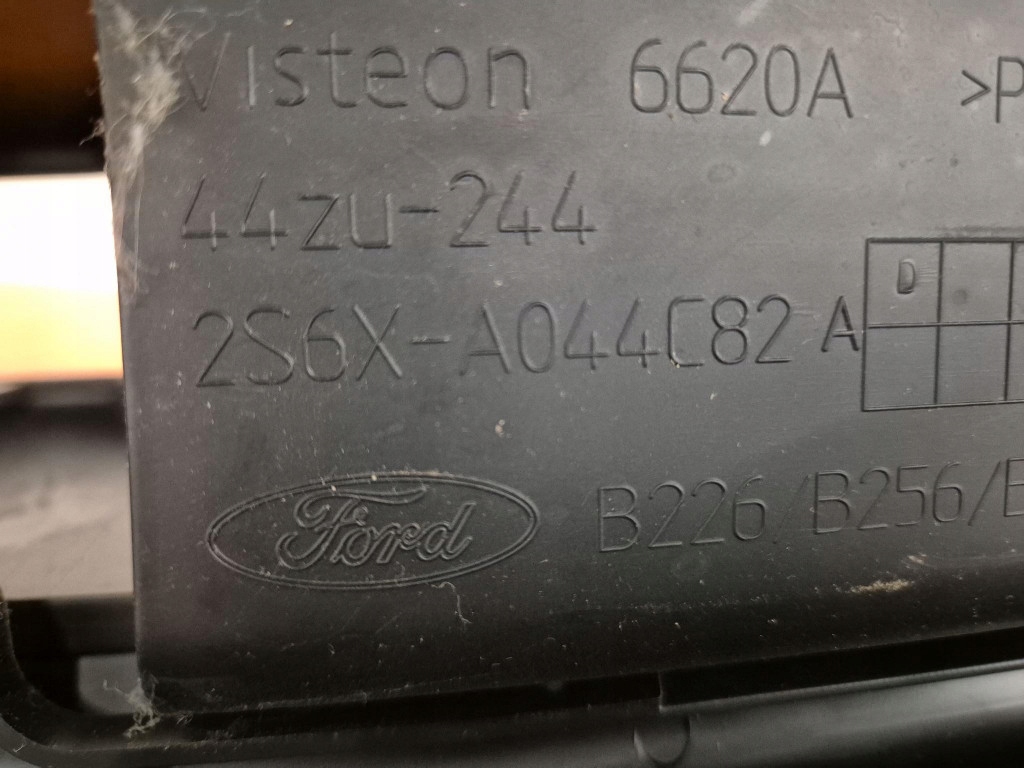 Visteon 6620A >P
44zu-244
D
2S6X-A044C82 A
Ford B226/B256/